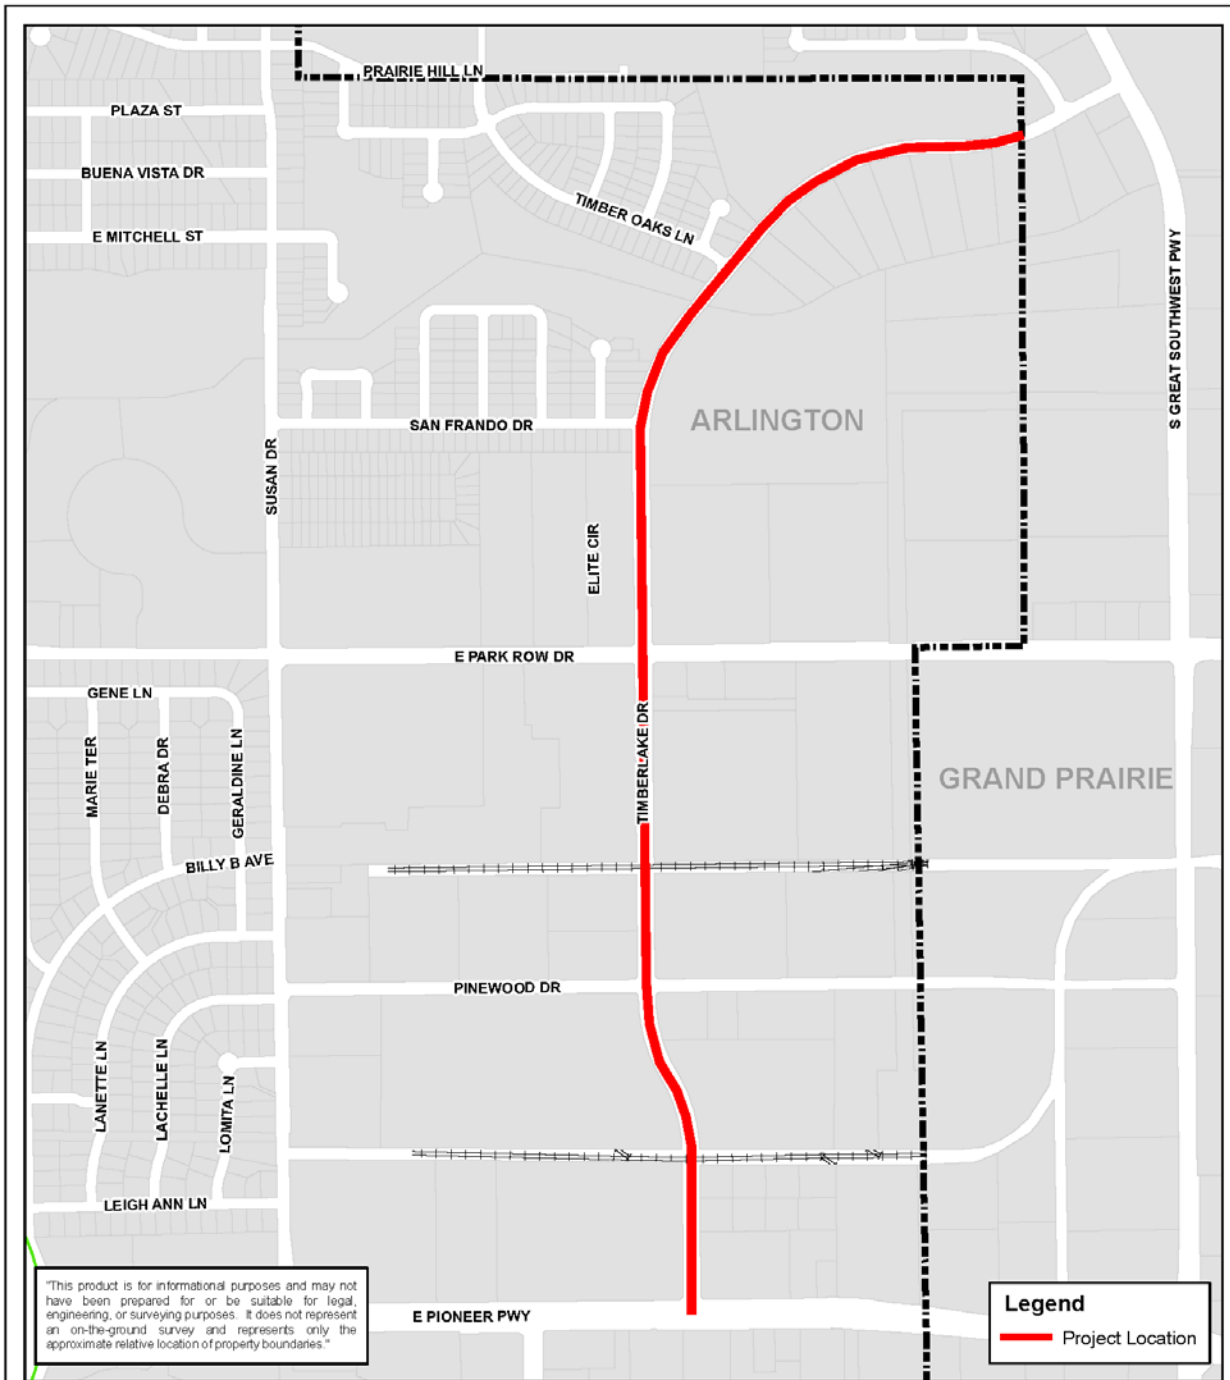 PRAIRIE HILL LN
PLAZA ST
BUENA VISTA DR
TIMBER OAKS LN
E MITCHELL ST
S GREAT SOUTHWEST PWY
ARLINGTON
SAN FRANDO DR
SUSAN DR
ELITE CIR
E PARK ROW DR
GENE LN
MARIE TER
DEBRA DR
GERALDINE LN
TIMBERLAKE DR
GRAND PRAIRIE
BILLY B AVE
PINEWOOD DR
LANETTE LN
LACHELLE LN
LOMITA LN
LEIGH ANN LN
"This product is for informational purposes and may not
have been prepared for or be suitable for legal,
engineering, or surveying purposes. It does not represent
an on-the-ground survey and represents only the
approximate relative location of property boundaries."
E PIONEER PWY
Legend
Project Location